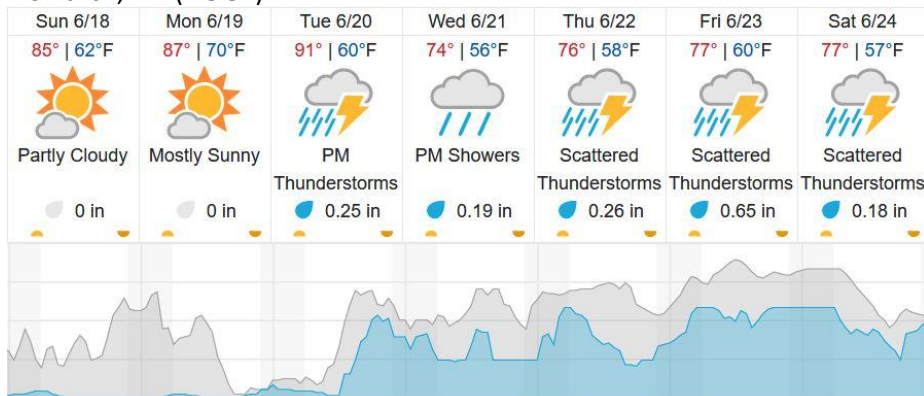 Sun 6/18 Mon 6/19 Tue 6/20 Wed 6/21 Thu 6/22 Fri 6/23 Sat 6/24
85° | 62°F 87° | 70°F 91° | 60°F 74° | 56°F 76° | 58°F 77° | 60°F 77° | 57°F
Partly Cloudy Mostly Sunny PM PM Showers Scattered Scattered Scattered
Thunderstorms Thunderstorms Thunderstorms Thunderstorms
0 in 0 in 0.25 in 0.19 in 0.26 in 0.65 in 0.18 in